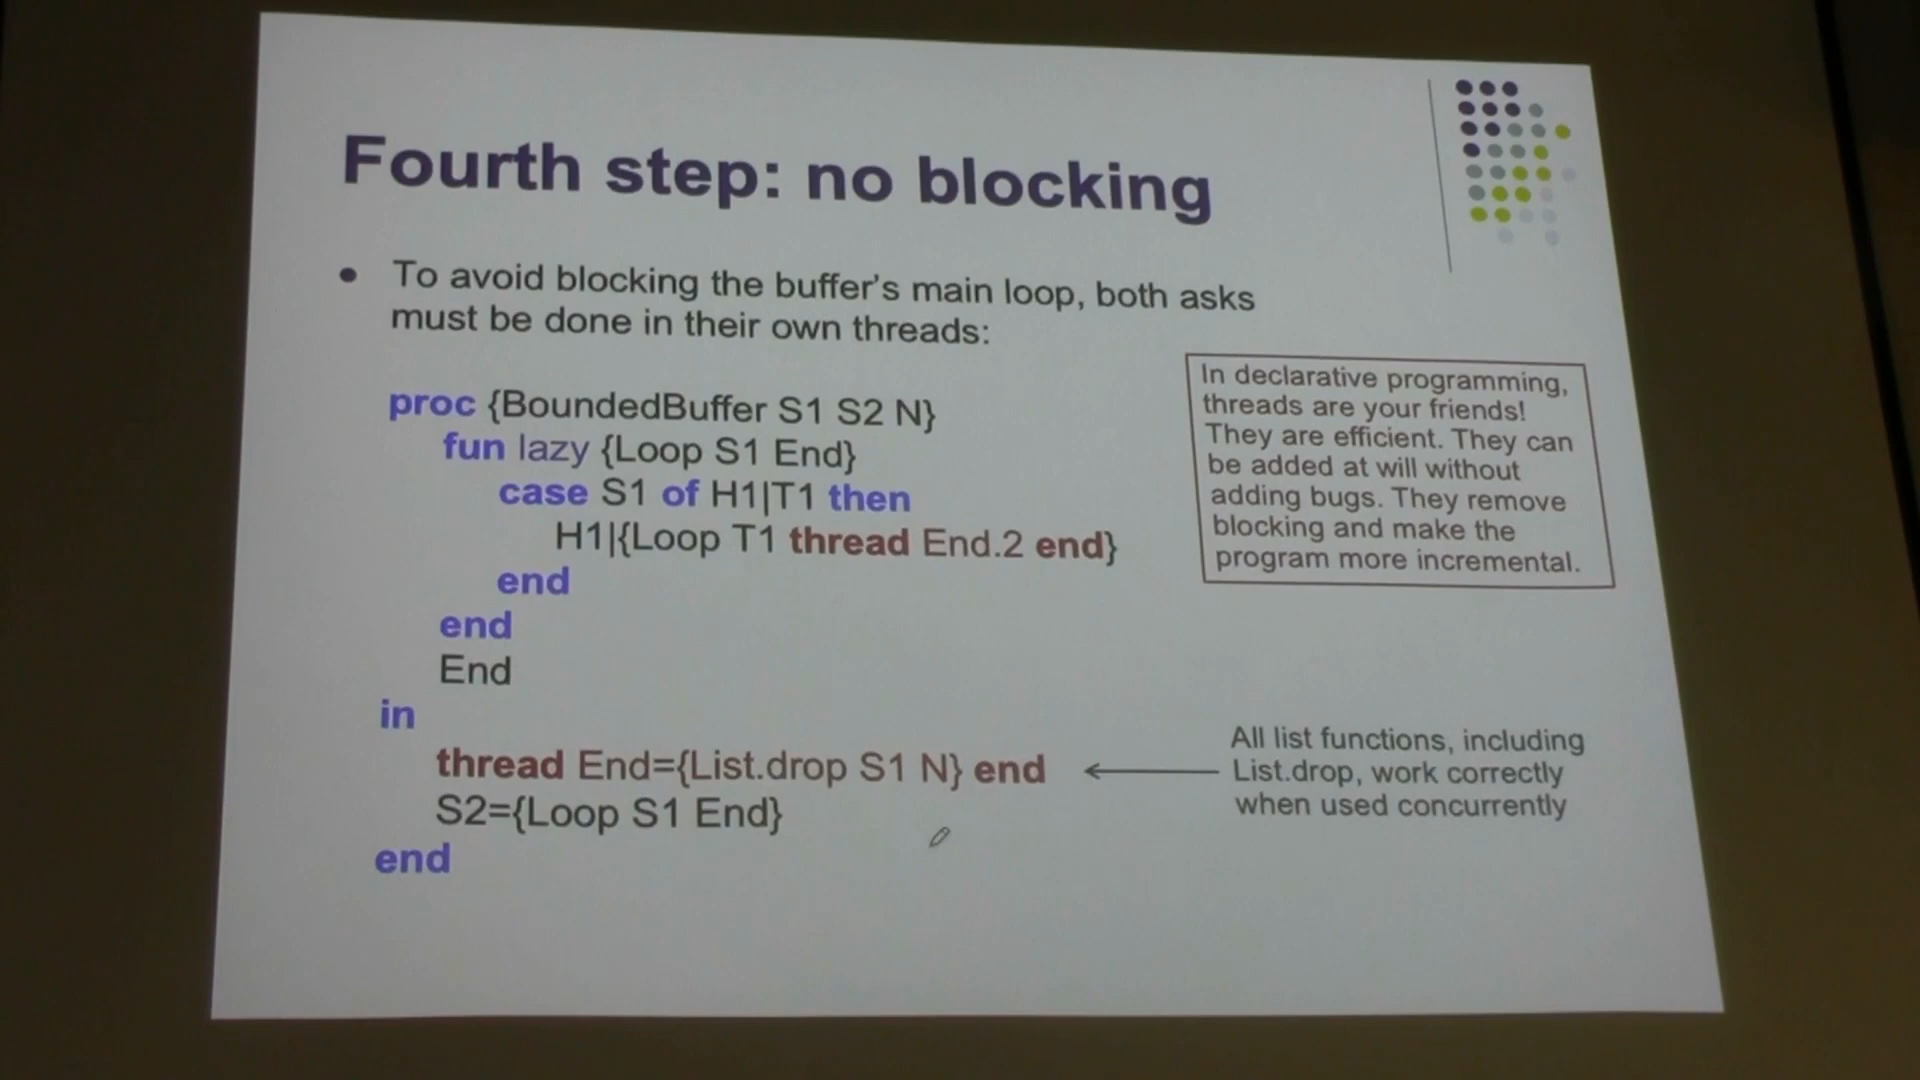 Fourth step: no blocking
To avoid blocking the buffer's main loop, both asks
must be done in their own threads:
proc {BoundedBuffer S1 S2 N}
fun lazy {Loop S1 End}
case S1 of H1|T1 then
H1|{Loop T1 thread End.2 end}
end
end
End
in
thread End={List.drop S1 N} end
S2={Loop S1 End}
end
In declarative programming,
threads are your friends!
They are efficient. They can
be added at will without
adding bugs. They remove
blocking and make the
program more incremental.
All list functions, including
List.drop, work correctly
when used concurrently